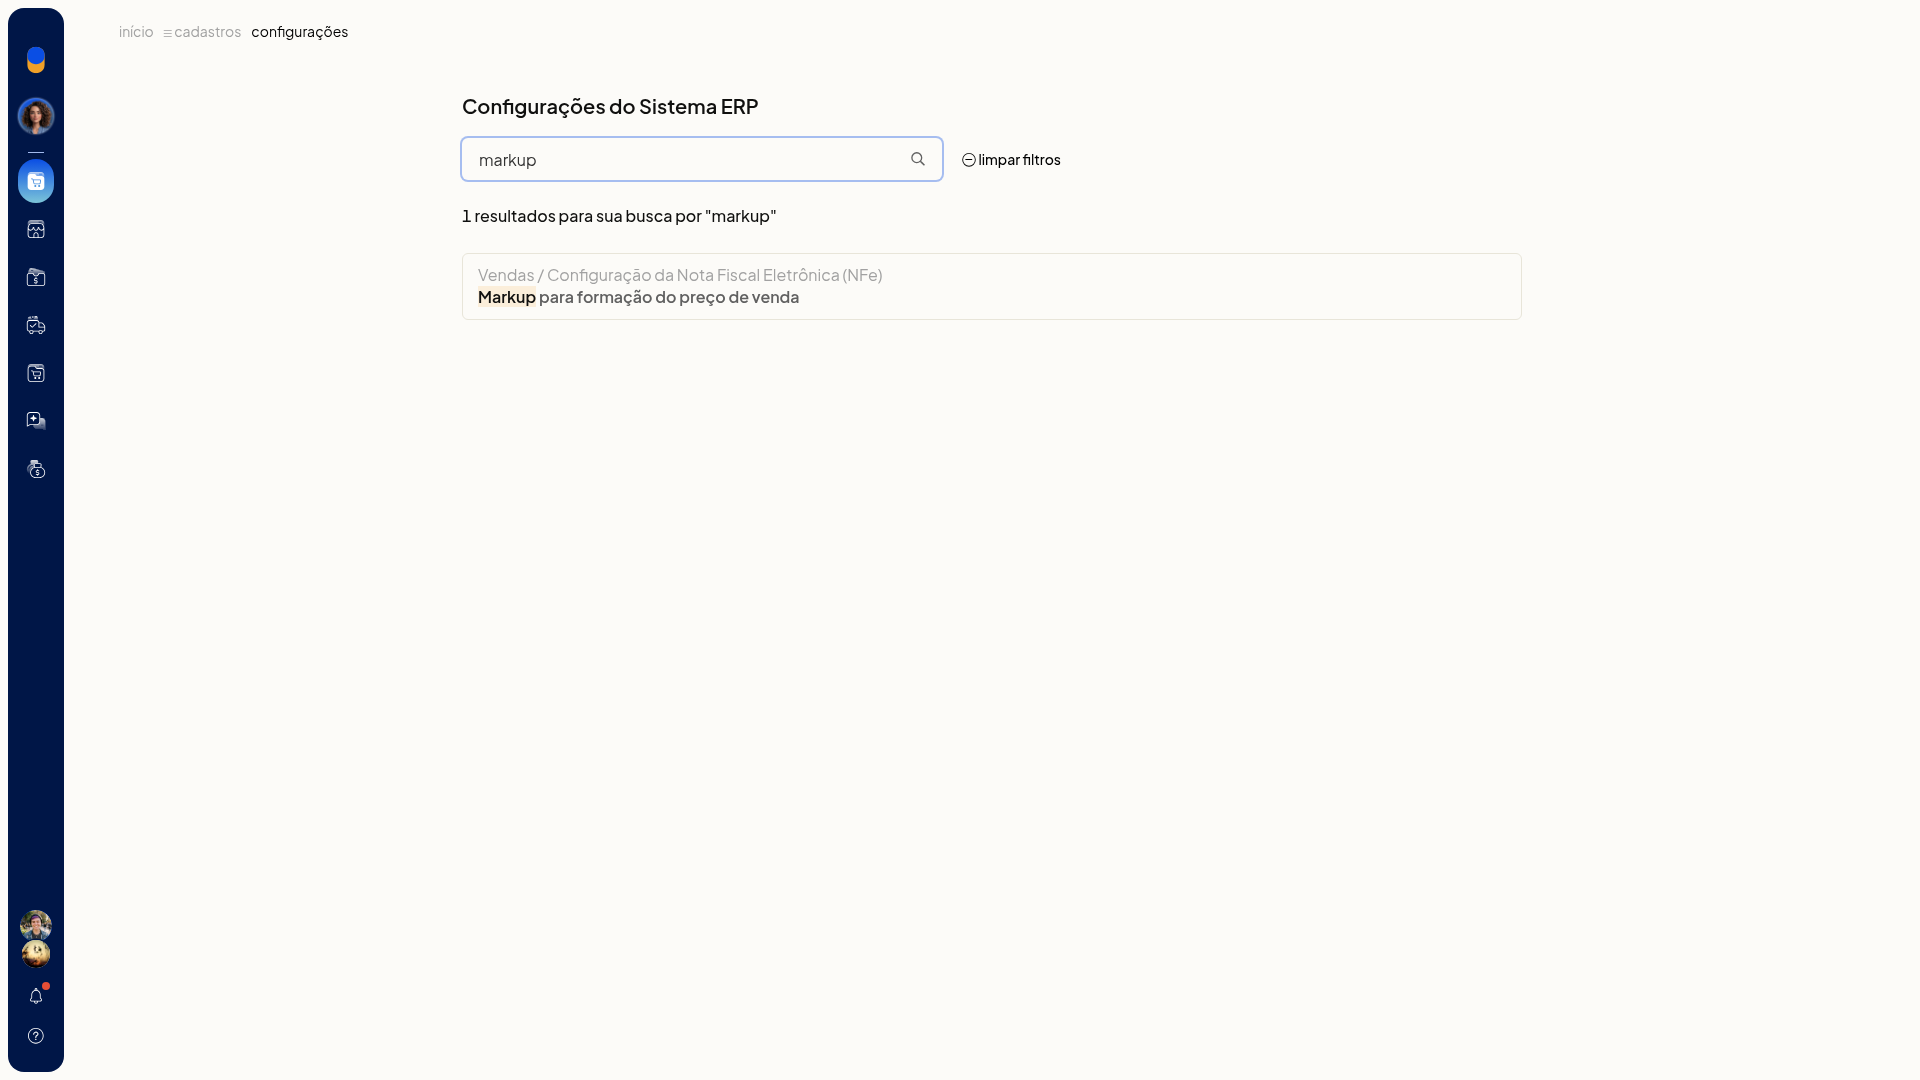 início cadastros configurações
Configurações do Sistema ERP
markup
limpar filtros
1 resultados para sua busca por "markup"
Vendas / Configuração da Nota Fiscal Eletrônica (NFe)
Markup para formação do preço de venda